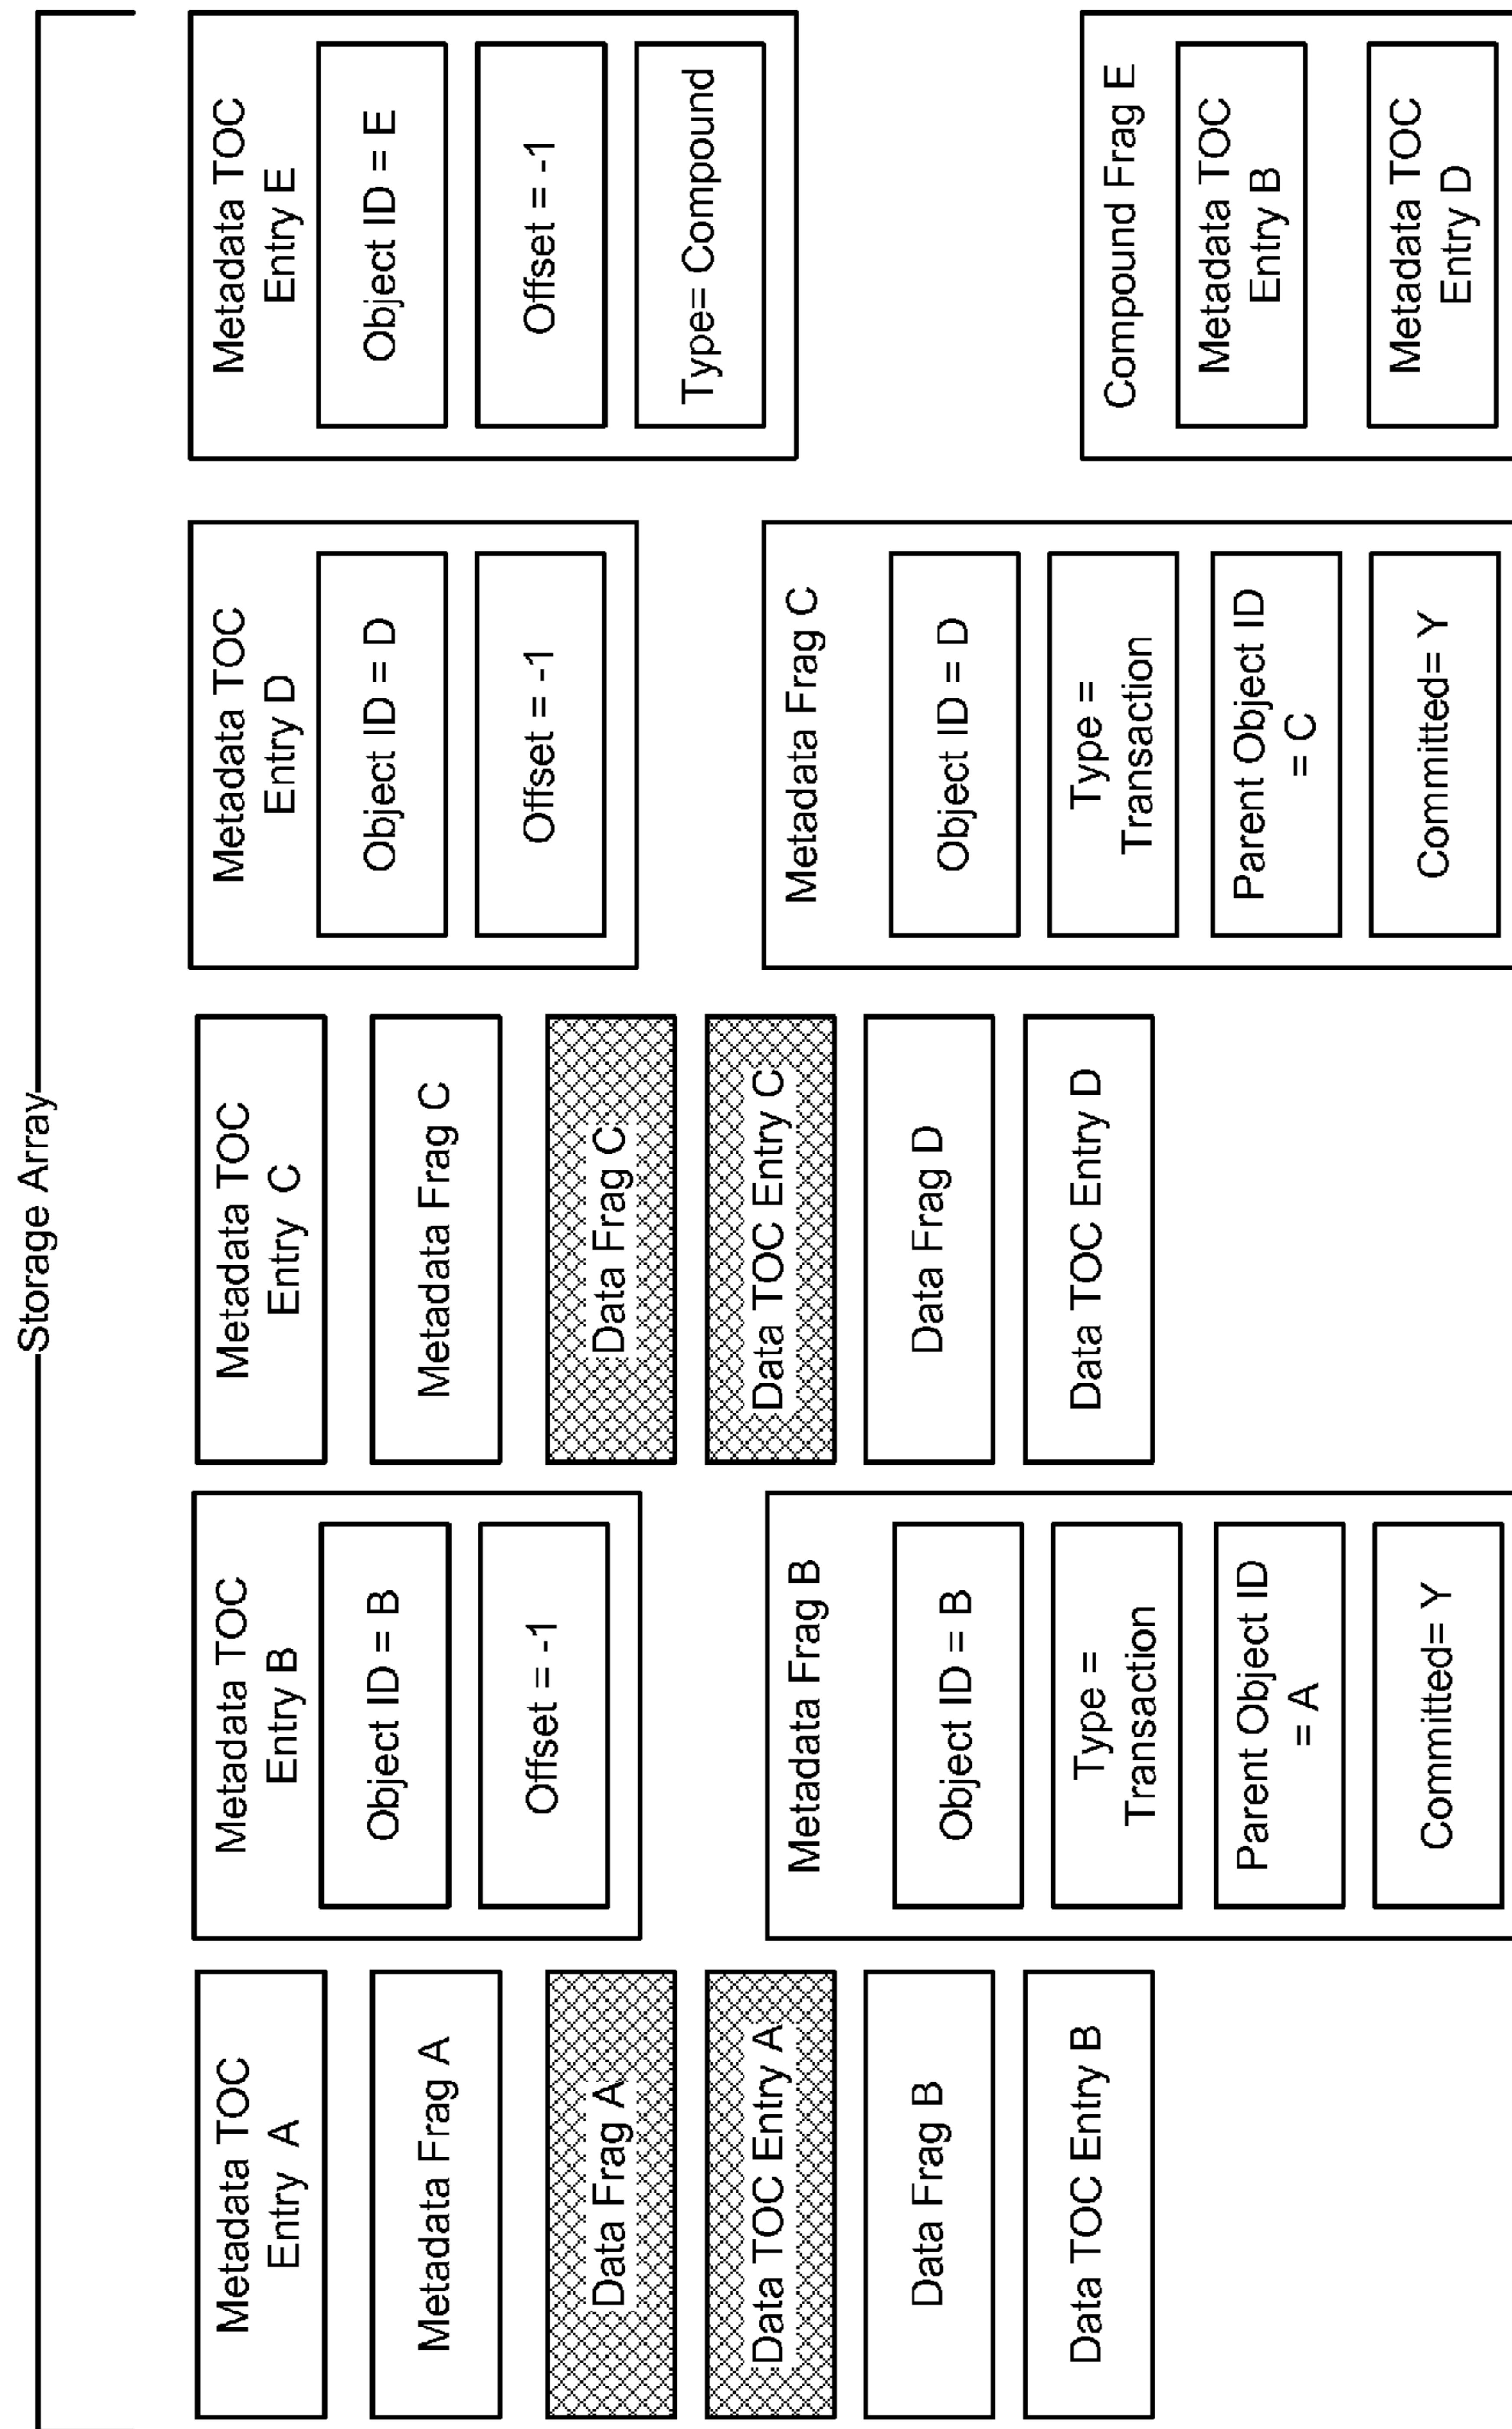 Storage Array
Metadata TOC
Entry A
Metadata Frag A
Data Frag A
Data TOC Entry A
Data Frag B
Data TOC Entry B
Metadata TOC
Entry B
Object ID = B
Offset = -1
Metadata Frag B
Object ID = B
Type =
Transaction
Parent Object ID
= A
Committed= Y
Metadata TOC
Entry C
Metadata Frag C
Data Frag C
Data TOC Entry C
Data Frag D
Data TOC Entry D
Metadata TOC
Entry D
Object ID = D
Offset = -1
Metadata Frag C
Object ID = D
Type =
Transaction
Parent Object ID
= C
Committed= Y
Metadata TOC
Entry E
Object ID = E
Offset = -1
Type= Compound
Compound Frag E
Metadata TOC
Entry B
Metadata TOC
Entry D